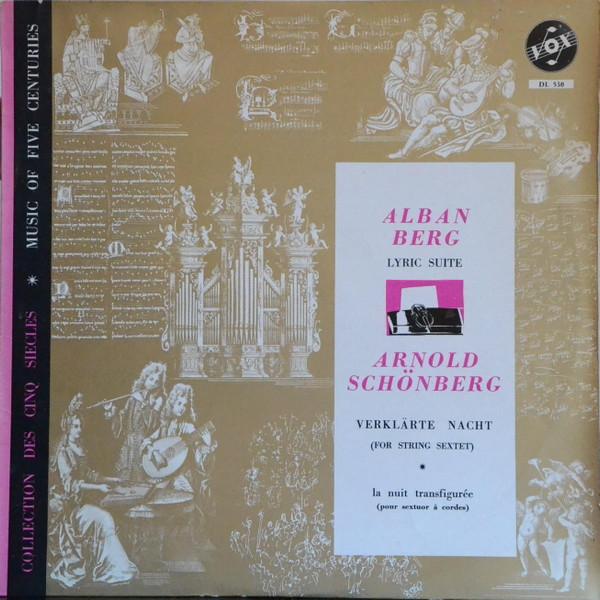 COLLECTION DES CINQ SIECLES * MUSIC OF FIVE CENTURIES
VOX
DL 530
ALBAN
BERG
LYRIC SUITE
ARNOLD
SCHÖNBERG
VERKLÄRTE NACHT
(FOR STRING SEXTET)
*
la nuit transfigurée
(pour sextuor à cordes)